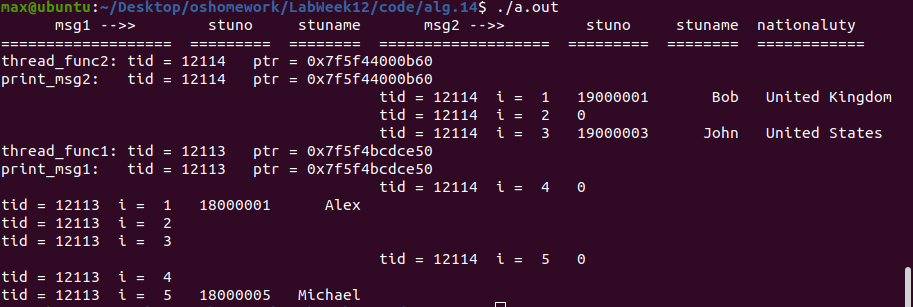 max@ubuntu:~/Desktop/oshomework/LabWeek12/code/alg.14$ ./a.out
msg1 -->> stuno stuname msg2 -->> stuno stuname nationaluty
=================== ========= ======== =================== ========= ======== ============
thread_func2: tid = 12114 ptr = 0x7f5f44000b60
print_msg2: tid = 12114 ptr = 0x7f5f44000b60
tid = 12114 i = 1 19000001 Bob United Kingdom
tid = 12114 i = 2 0
tid = 12114 i = 3 19000003 John United States
thread_func1: tid = 12113 ptr = 0x7f5f4bcdce50
print_msg1: tid = 12113 ptr = 0x7f5f4bcdce50
tid = 12114 i = 4 0
tid = 12113 i = 1 18000001 Alex
tid = 12113 i = 2
tid = 12113 i = 3
tid = 12114 i = 5 0
tid = 12113 i = 4
tid = 12113 i = 5 18000005 Michael